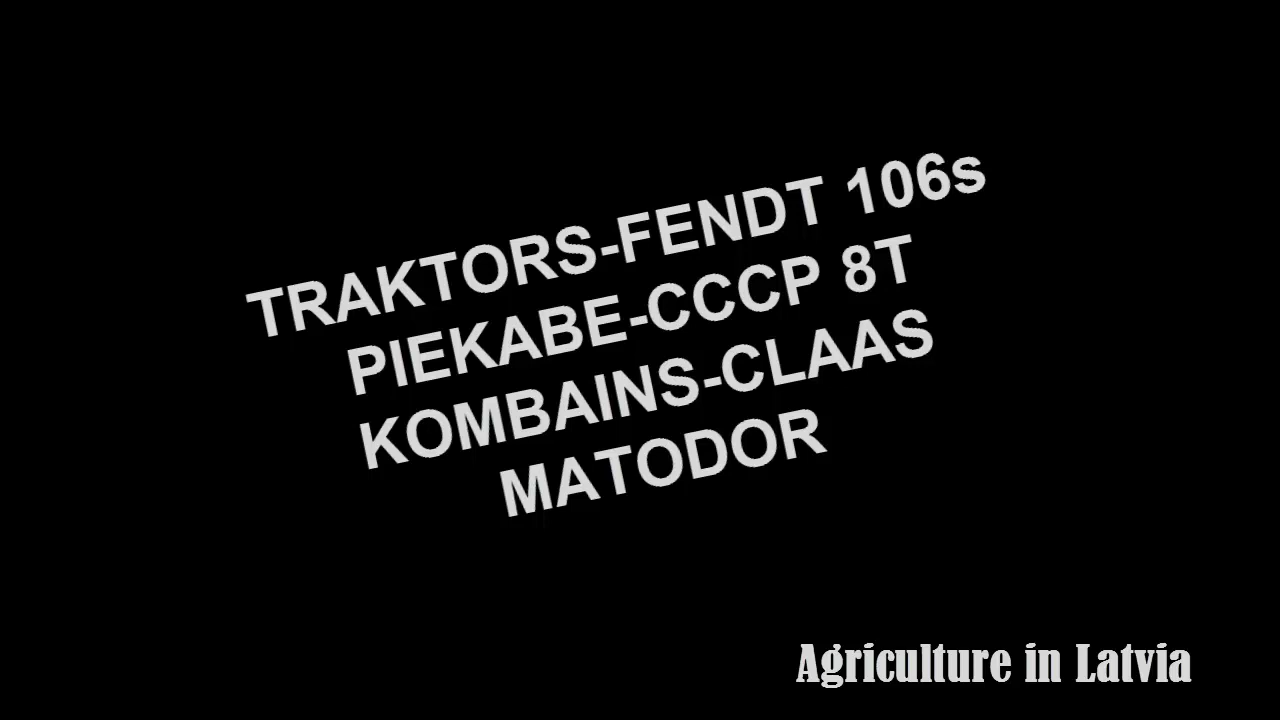 TRAKTORS-FENDT 106s
PIEKABE-CCCP 8T
KOMBAINS-CLAAS
MATODOR
Agriculture in Latvia